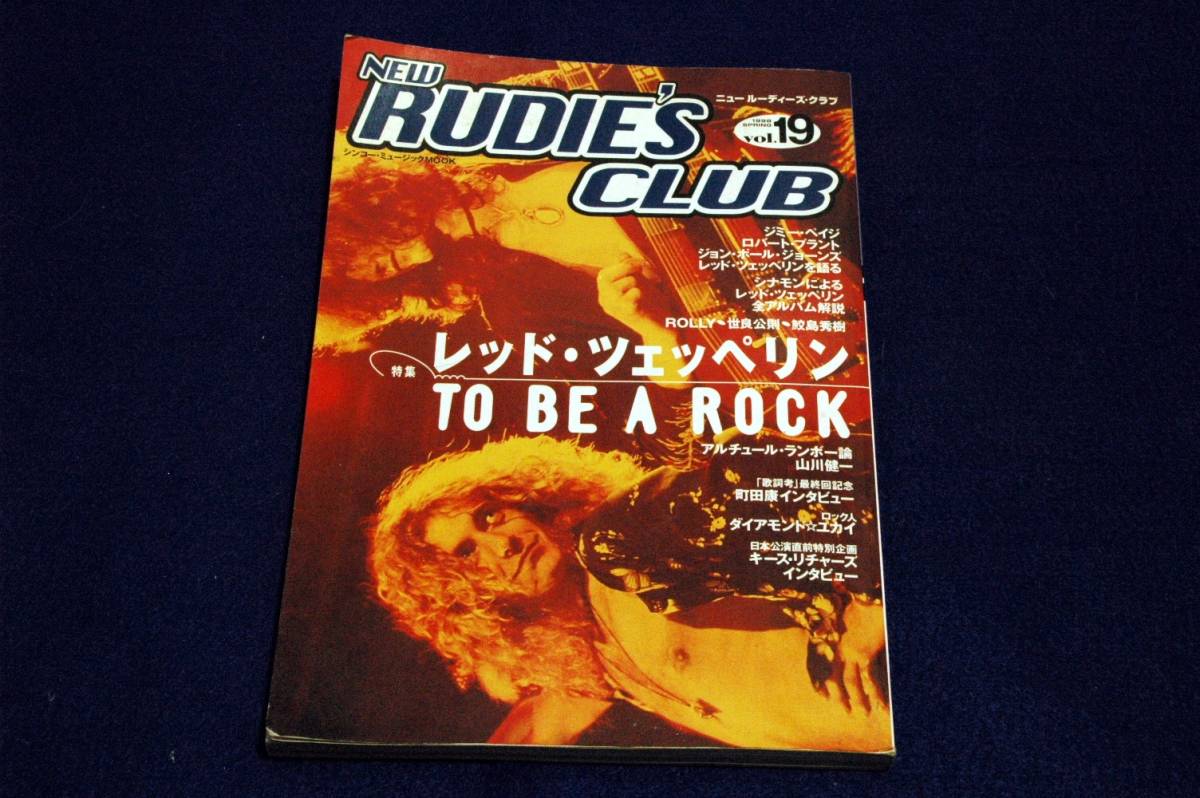 NEW
RUDIE'S
CLUB
ニュー ルーディーズ・クラブ
1998
SPRING
vol.19
シンコー・ミュージックMOOK
ジミー・ペイジ
ロバート・プラント
ジョン・ポール・ジョーンズ
レッド・ツェッペリンを語る
シナモンによる
レッド・ツェッペリン
全アルバム解説
ROLLY・世良公則・鮫島秀樹
特集
レッド・ツェッペリン
TO BE A ROCK
アルチュール・ランボー論
山川健一
「歌詞考」最終回記念
町田康インタビュー
ロック人
ダイアモンド☆ユカイ
日本公演直前特別企画
キース・リチャーズ
インタビュー